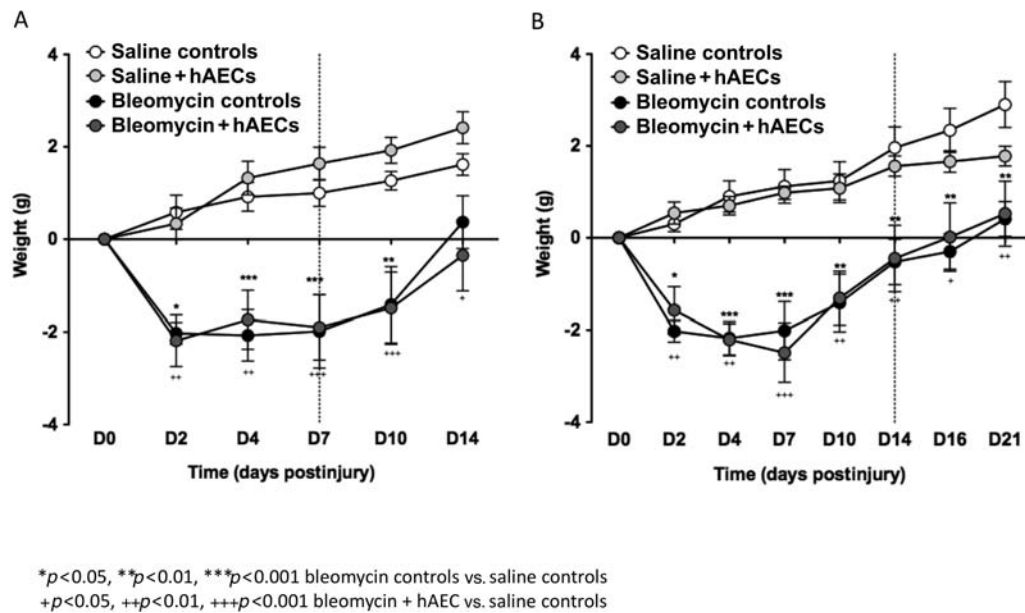 A
Saline controls
Saline + hAECs
Bleomycin controls
Bleomycin + hAECs
4
2
0
-2
-4
Weight (g)
*
***
***
**
++
++
+++
+++
+
D0 D2 D4 D7 D10 D14
Time (days postinjury)
B
Saline controls
Saline + hAECs
Bleomycin controls
Bleomycin + hAECs
4
2
0
-2
-4
Weight (g)
*
***
***
**
**
**
**
++
++
+++
++
++
+
++
D0 D2 D4 D7 D10 D14 D16 D21
Time (days postinjury)
*p<0.05, **p<0.01, ***p<0.001 bleomycin controls vs. saline controls
+p<0.05, ++p<0.01, +++p<0.001 bleomycin + hAEC vs. saline controls